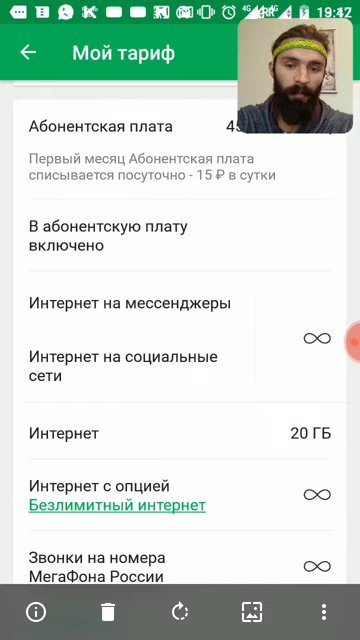 19:42
Мой тариф
Абонентская плата
Первый месяц Абонентская плата
списывается посуточно - 15 ₽ в сутки
В абонентскую плату
включено
Интернет на мессенджеры
Интернет на социальные
сети
Интернет 20 ГБ
Интернет с опцией
Безлимитный интернет
Звонки на номера
МегаФона России